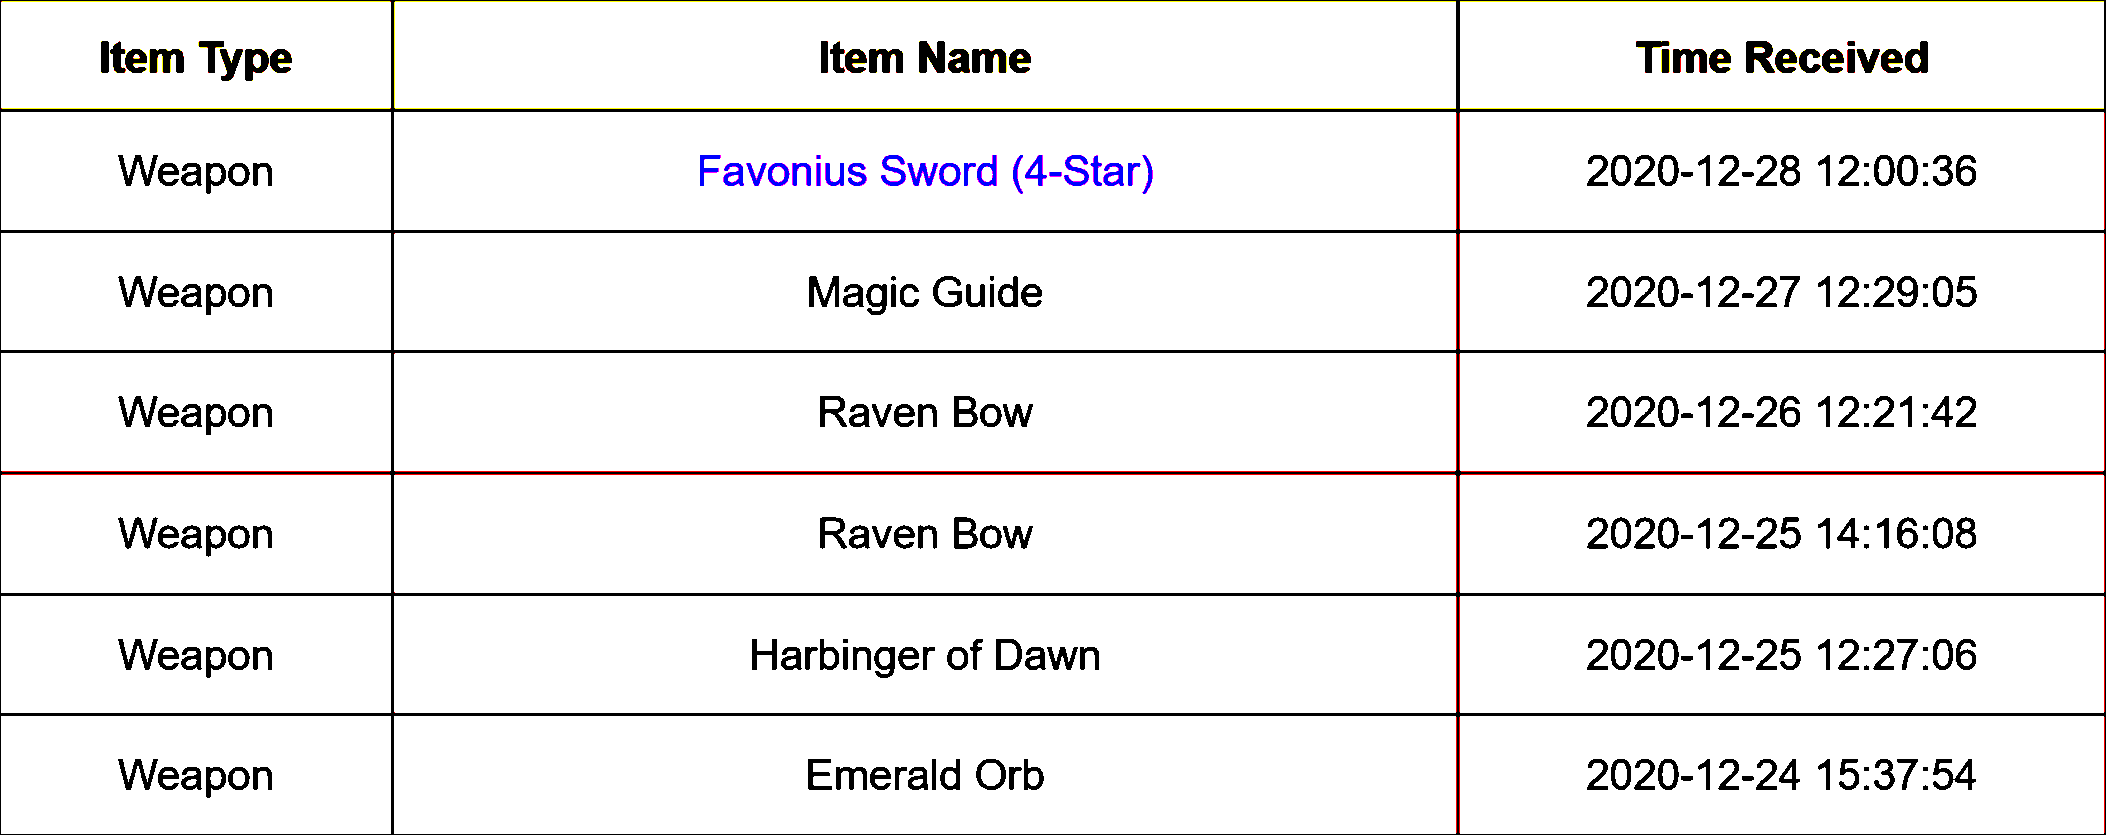 Item Type Item Name Time Received
Weapon Favonius Sword (4-Star) 2020-12-28 12:00:36
Weapon Magic Guide 2020-12-27 12:29:05
Weapon Raven Bow 2020-12-26 12:21:42
Weapon Raven Bow 2020-12-25 14:16:08
Weapon Harbinger of Dawn 2020-12-25 12:27:06
Weapon Emerald Orb 2020-12-24 15:37:54